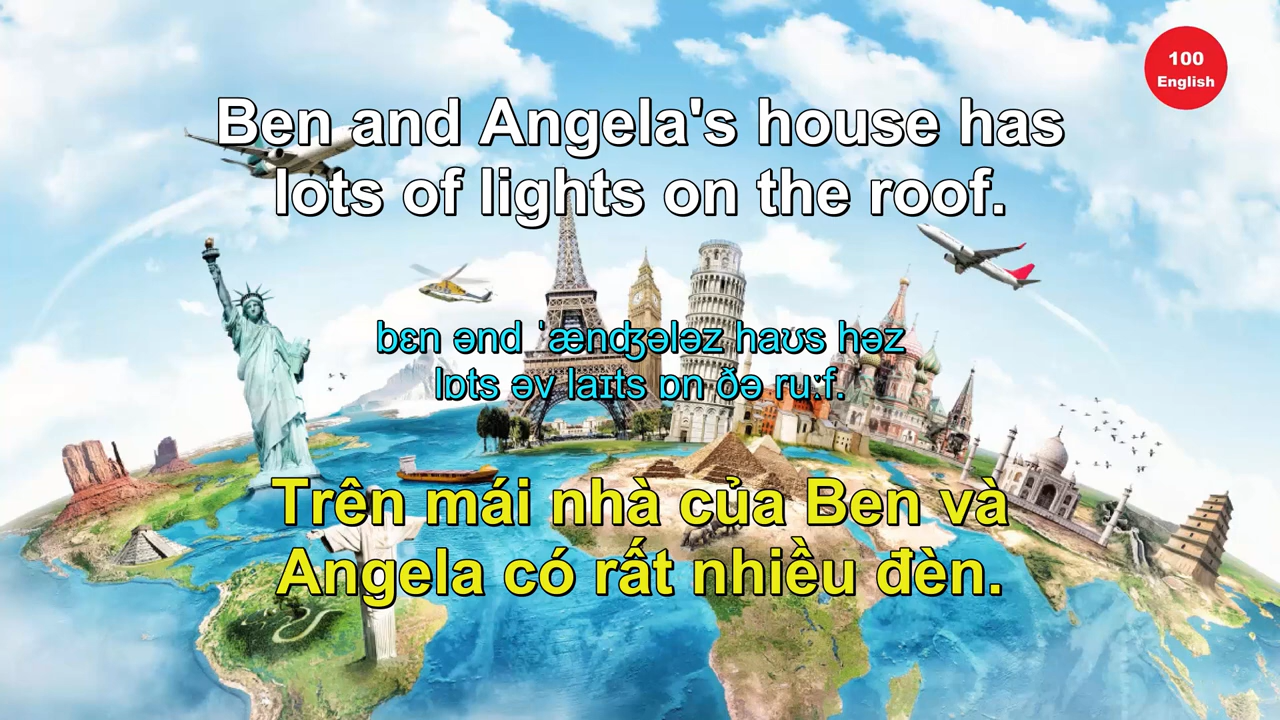 100
English
Ben and Angela's house has
lots of lights on the roof.
bɛn ənd ˈænʤələz haʊs həz
lɒts əv laɪts ɒn ðə ruːf.
Trên mái nhà của Ben và
Angela có rất nhiều đèn.